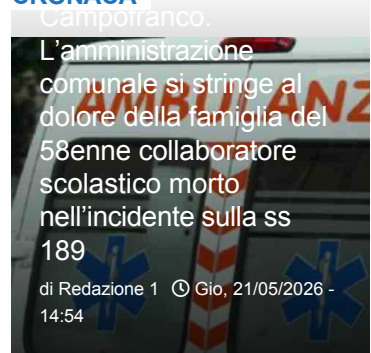 CRONACA
Campofranco.
L’amministrazione
comunale si stringe al
dolore della famiglia del
58enne collaboratore
scolastico morto
nell’incidente sulla ss
189
di Redazione 1 Gio, 21/05/2026 -
14:54
AMBULANZ